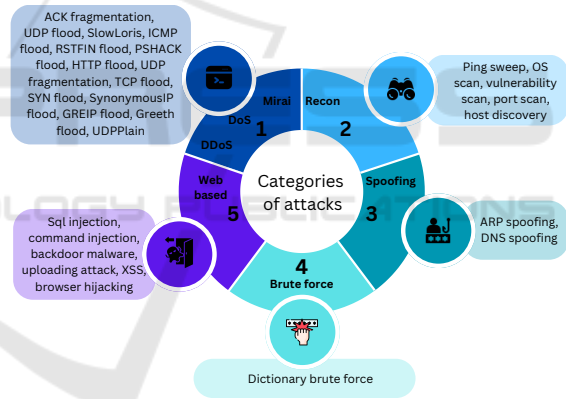 ACK fragmentation,
UDP flood, SlowLoris, ICMP
flood, RSTFIN flood, PSHACK
flood, HTTP flood, UDP
fragmentation, TCP flood,
SYN flood, SynonymousIP
flood, GREIP flood, Greeth
flood, UDPPlain
Mirai
DoS
1
DDoS
Recon
2
Ping sweep, OS
scan, vulnerability
scan, port scan,
host discovery
Categories
of attacks
Spoofing
3
ARP spoofing,
DNS spoofing
4
Brute force
Dictionary brute force
Web
based
5
Sql injection,
command injection,
backdoor malware,
uploading attack, XSS,
browser hijacking
OLOGY PUBLICATIONS